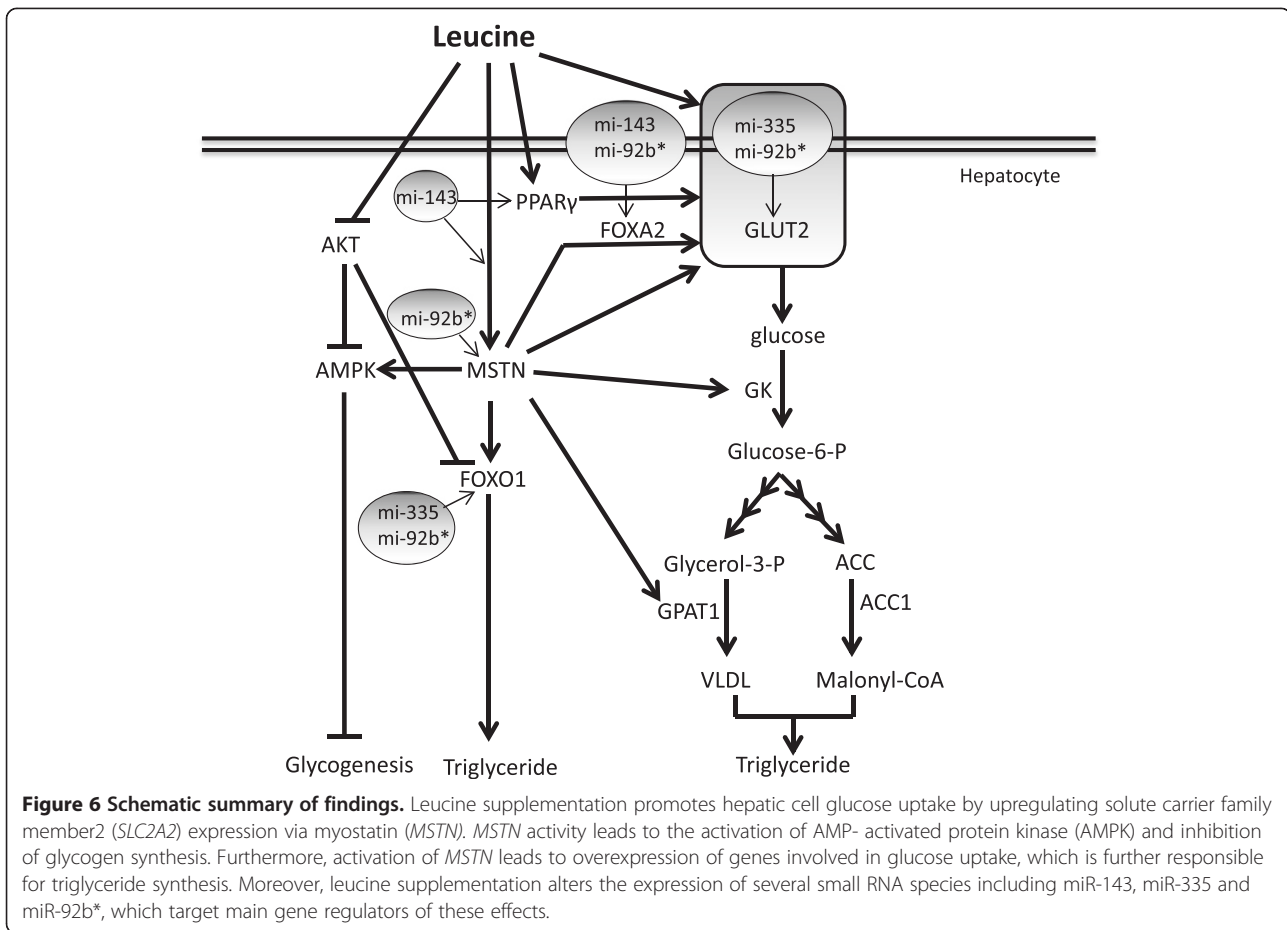 Leucine
mi-143
mi-92b*
mi-335
mi-92b*
Hepatocyte
mi-143
PPARγ
FOXA2
GLUT2
AKT
mi-92b*
glucose
AMPK
MSTN
GK
Glucose-6-P
FOXO1
mi-335
mi-92b*
Glycerol-3-P
ACC
GPAT1
ACC1
VLDL
Malonyl-CoA
Glycogenesis
Triglyceride
Triglyceride
Figure 6 Schematic summary of findings. Leucine supplementation promotes hepatic cell glucose uptake by upregulating solute carrier family
member2 (SLC2A2) expression via myostatin (MSTN). MSTN activity leads to the activation of AMP- activated protein kinase (AMPK) and inhibition
of glycogen synthesis. Furthermore, activation of MSTN leads to overexpression of genes involved in glucose uptake, which is further responsible
for triglyceride synthesis. Moreover, leucine supplementation alters the expression of several small RNA species including miR-143, miR-335 and
miR-92b*, which target main gene regulators of these effects.